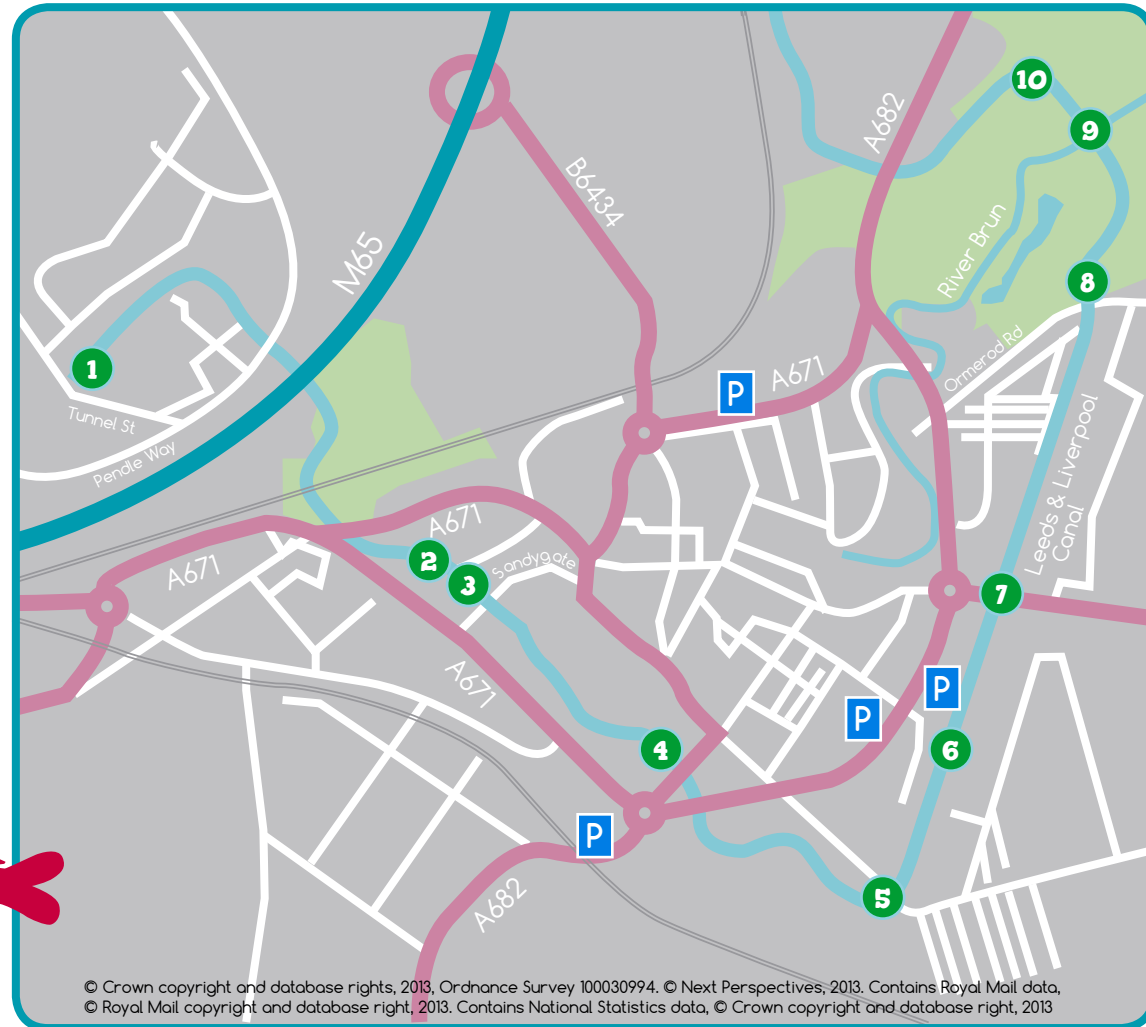 10
A682
9
B6434
M65
River Brun
8
Ormerod Rd
1
P
A671
Tunnel St
Pendle Way
Leeds & Liverpool
Canal
A671
2
Sandygate
A671
3
7
A671
P
P
4
6
P
5
A682
© Crown copyright and database rights, 2013, Ordnance Survey 100030994. © Next Perspectives, 2013. Contains Royal Mail data,
© Royal Mail copyright and database right, 2013. Contains National Statistics data, © Crown copyright and database right, 2013